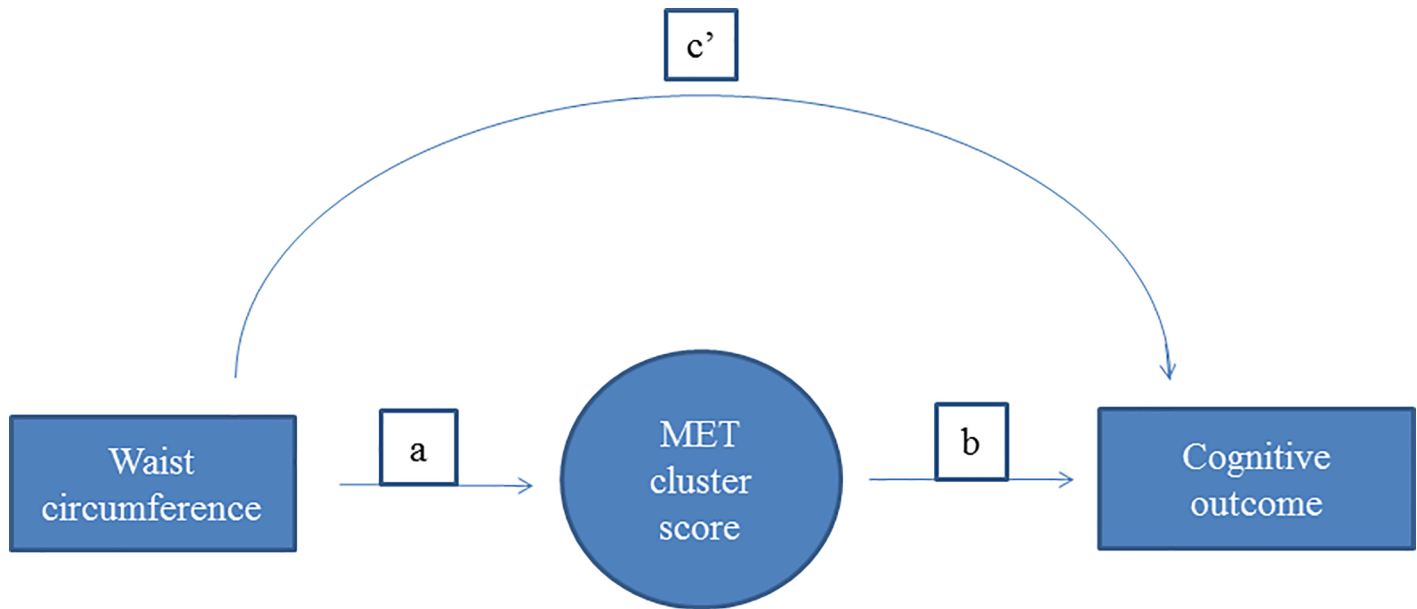 c’
a
b
Waist
circumference
MET
cluster
score
Cognitive
outcome